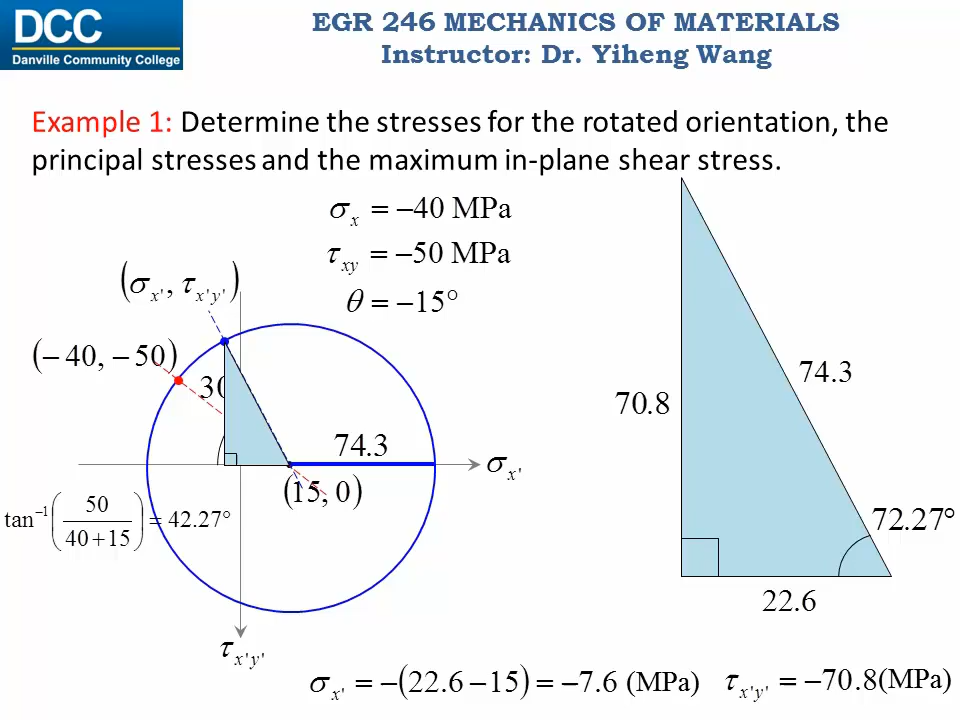 DCC
Danville Community College
EGR 246 MECHANICS OF MATERIALS
Instructor: Dr. Yiheng Wang
Example 1: Determine the stresses for the rotated orientation, the
principal stresses and the maximum in-plane shear stress.
σx = −40 MPa
τxy = −50 MPa
θ = −15°
(σx', τx'y')
(−40, −50)
30
74.3
(15, 0)
σx'
tan⁻¹(50/(40+15)) = 42.27°
τx'y'
70.8
74.3
72.27°
22.6
σx' = −(22.6 − 15) = −7.6 (MPa)
τx'y' = −70.8(MPa)